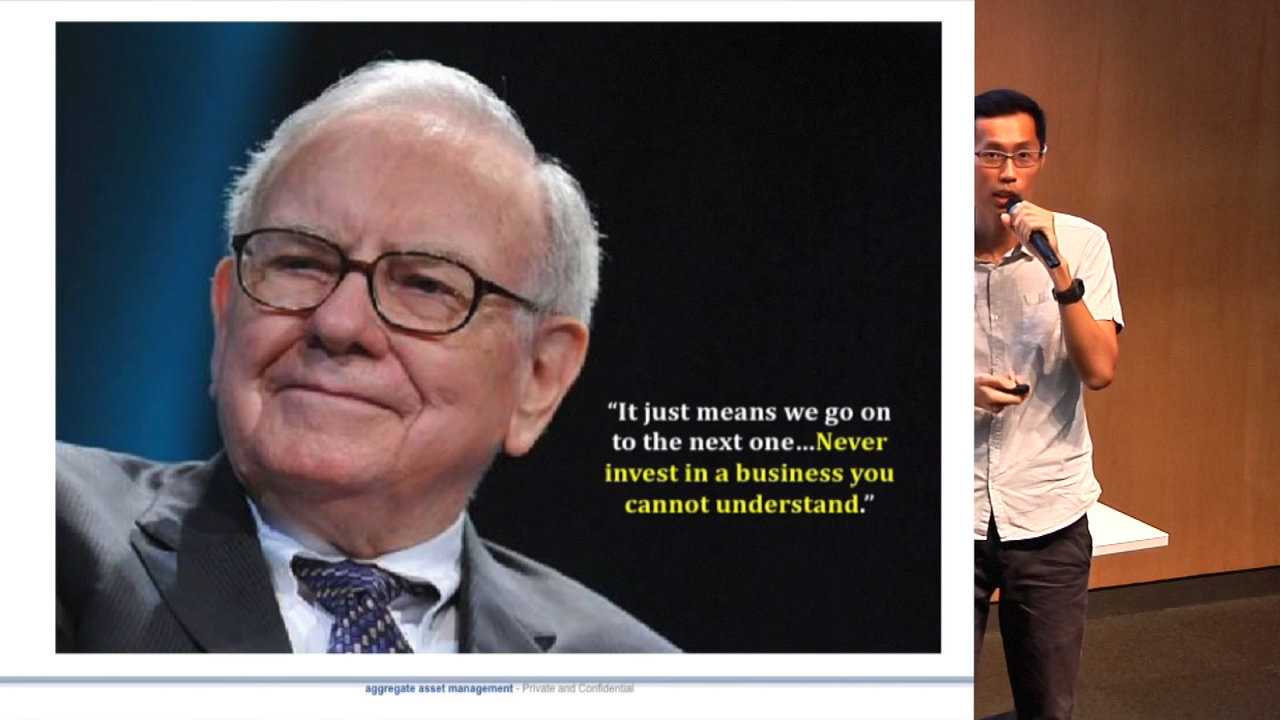 “It just means we go on
to the next one...Never
invest in a business you
cannot understand.”
aggregate asset management - Private and Confidential